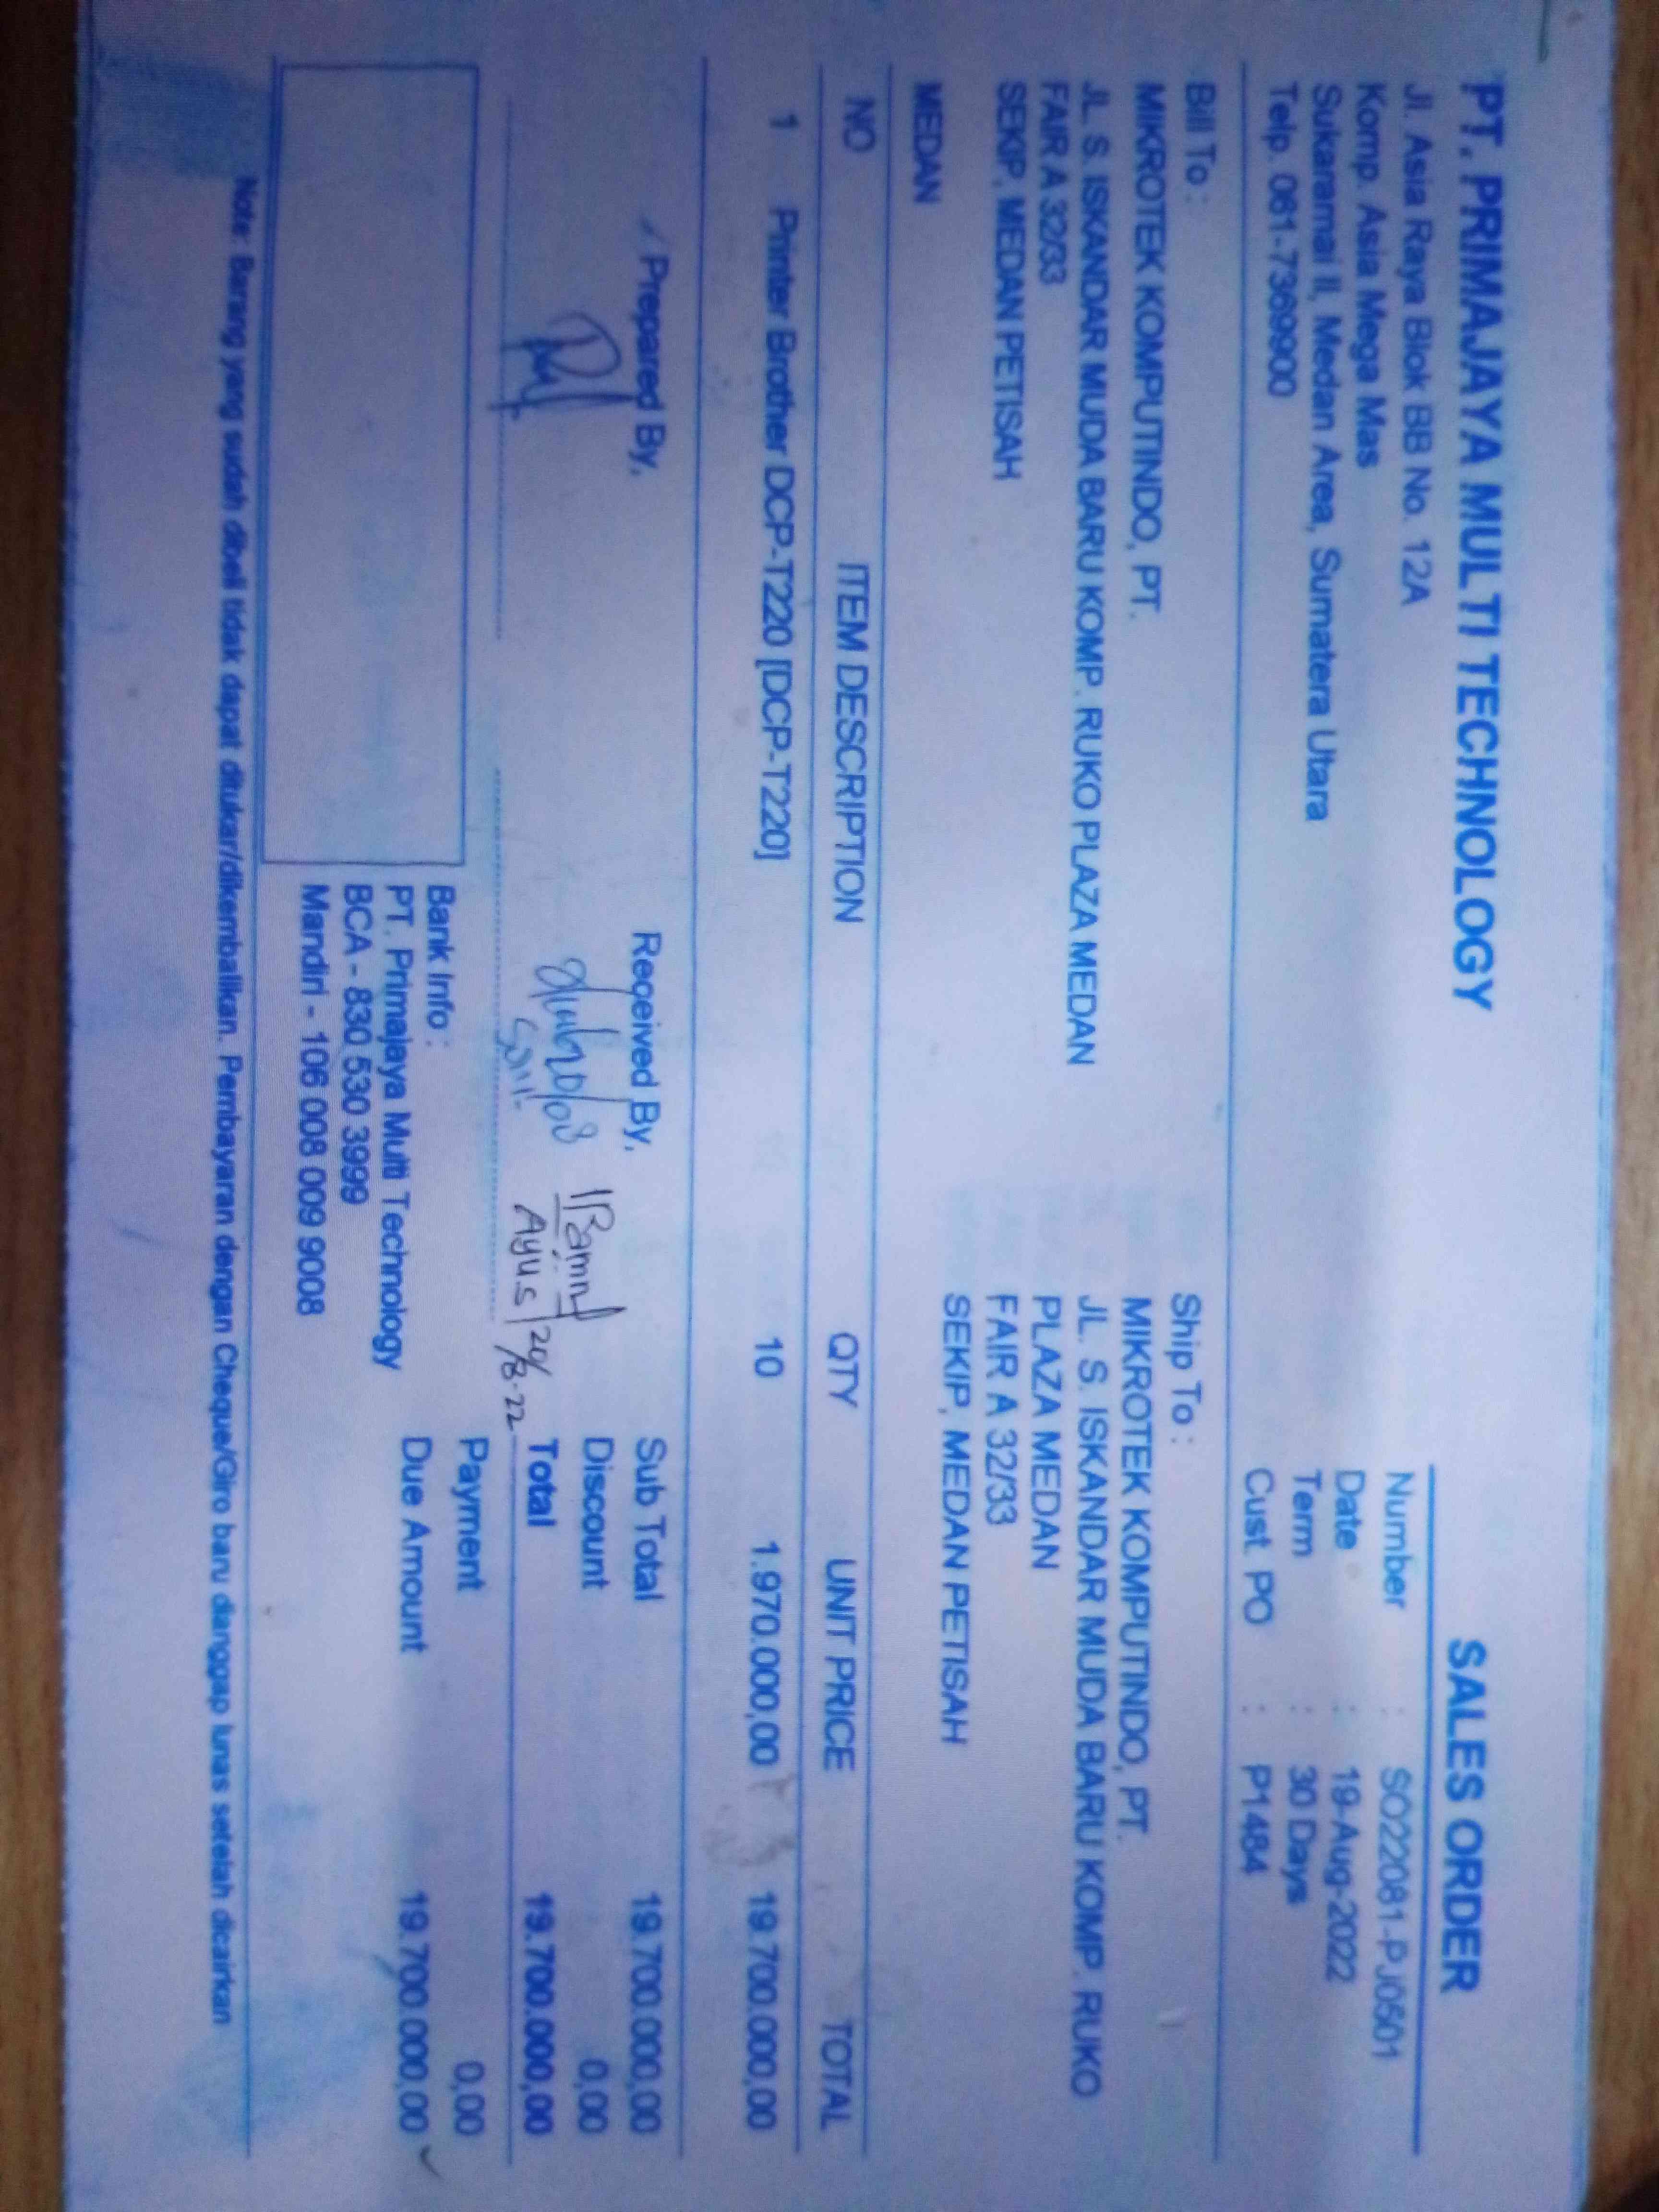 PT. PRIMAJAYA MULTI TECHNOLOGY
Jl. Asia Raya Blok BB No. 12A
Komp. Asia Mega Mas
Sukaramai II, Medan Area, Sumatera Utara
Telp. 061-7369900
SALES ORDER
Number : SO22081-PJ0501
Date : 19-Aug-2022
Term : 30 Days
Cust PO : P1484
Bill To :
MIKROTEK KOMPUTINDO, PT.
JL. S. ISKANDAR MUDA BARU KOMP. RUKO PLAZA MEDAN
FAIR A 32/33
SEKIP, MEDAN PETISAH
MEDAN
Ship To :
MIKROTEK KOMPUTINDO, PT.
JL. S. ISKANDAR MUDA BARU KOMP. RUKO
PLAZA MEDAN
FAIR A 32/33
SEKIP, MEDAN PETISAH
NO ITEM DESCRIPTION QTY UNIT PRICE TOTAL
1 Printer Brother DCP-T220 [DCP-T220] 10 1.970.000,00 19.700.000,00
Prepared By,
Received By,
20/08
Ayu.s 20/8-22
Sub Total 19.700.000,00
Discount 0,00
Total 19.700.000,00
Payment 0,00
Due Amount 19.700.000,00
Bank Info :
PT. Primajaya Multi Technology
BCA - 830 530 3999
Mandiri - 106 008 009 9008
Note: Barang yang sudah dibeli tidak dapat ditukar/dikembalikan. Pembayaran dengan Cheque/Giro baru dianggap lunas setelah dicairkan